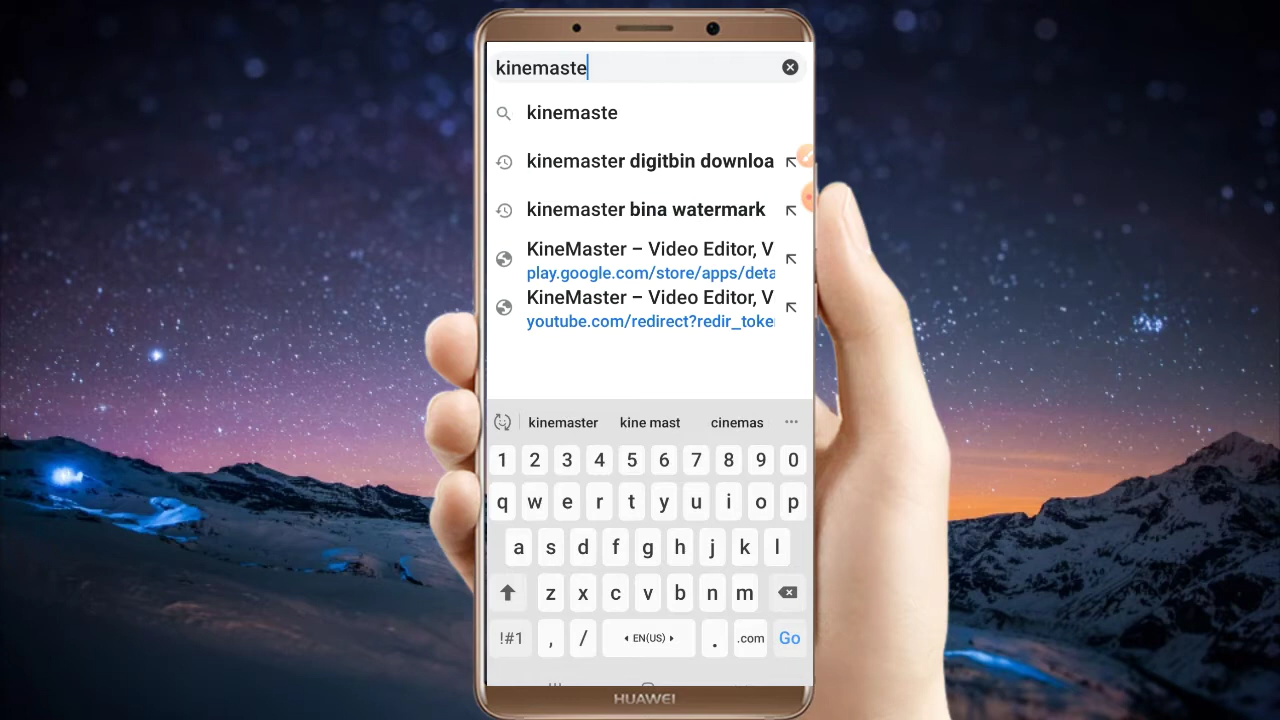 kinemaste
kinemaste
kinemaster digitbin downloa
kinemaster bina watermark
KineMaster – Video Editor, V
play.google.com/store/apps/deta
KineMaster – Video Editor, V
youtube.com/redirect?redir_toke
kinemaster kine mast cinemas
1 2 3 4 5 6 7 8 9 0
q w e r t y u i o p
a s d f g h j k l
z x c v b n m
!#1 , / EN(US) . .com Go
HUAWEI